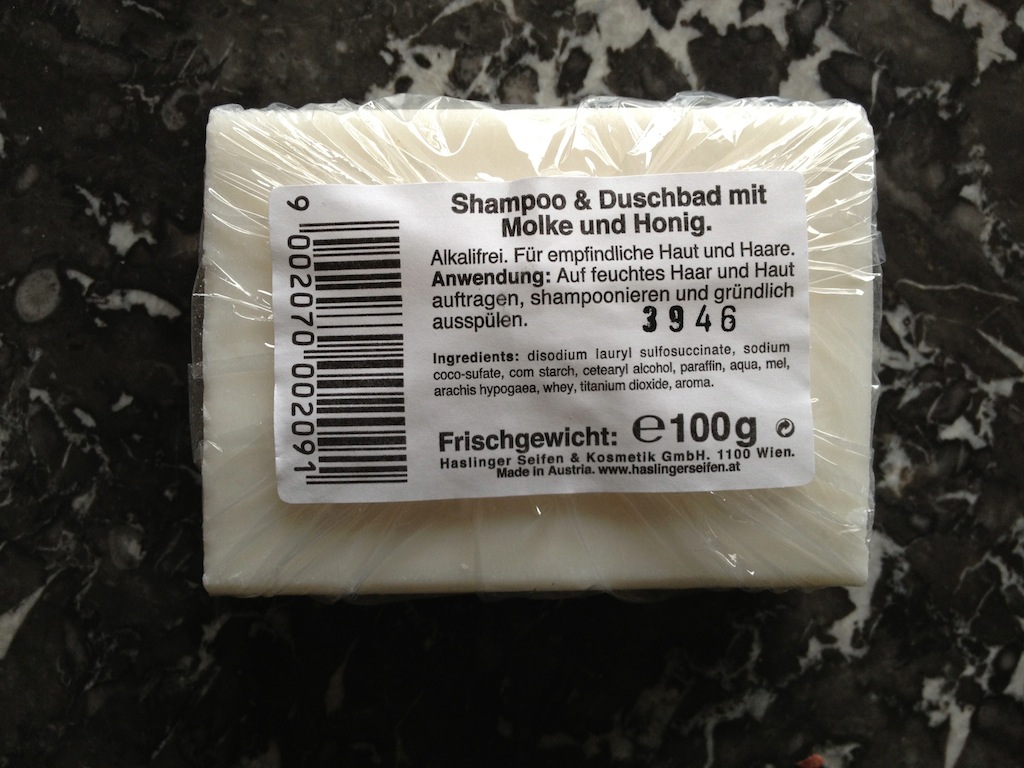 Shampoo & Duschbad mit
Molke und Honig.
Alkalifrei. Für empfindliche Haut und Haare.
Anwendung: Auf feuchtes Haar und Haut
auftragen, shampoonieren und gründlich
ausspülen.
3946
Ingredients: disodium lauryl sulfosuccinate, sodium
coco-sufate, corn starch, cetearyl alcohol, paraffin, aqua, mel,
arachis hypogaea, whey, titanium dioxide, aroma.
Frischgewicht: ℮100g
Haslinger Seifen & Kosmetik GmbH. 1100 Wien.
Made in Austria. www.haslingerseifen.at
9 002070 002091